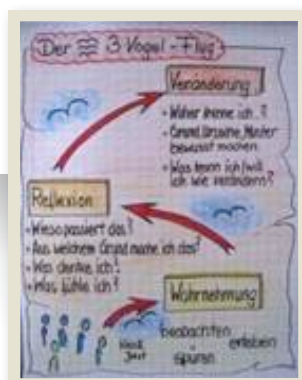 Der 3 Vogel-Flug
Veränderung
• Woher kenne ich..?
• Grund, Ursache, Muster
bewusst machen
• Was kann ich/will
ich wie verändern?
Reflexion
• Wieso passiert das?
• Aus welchem Grund mache ich das?
• Was denke ich?
• Was fühle ich?
Wahrnehmung
beobachten
erleben
spüren